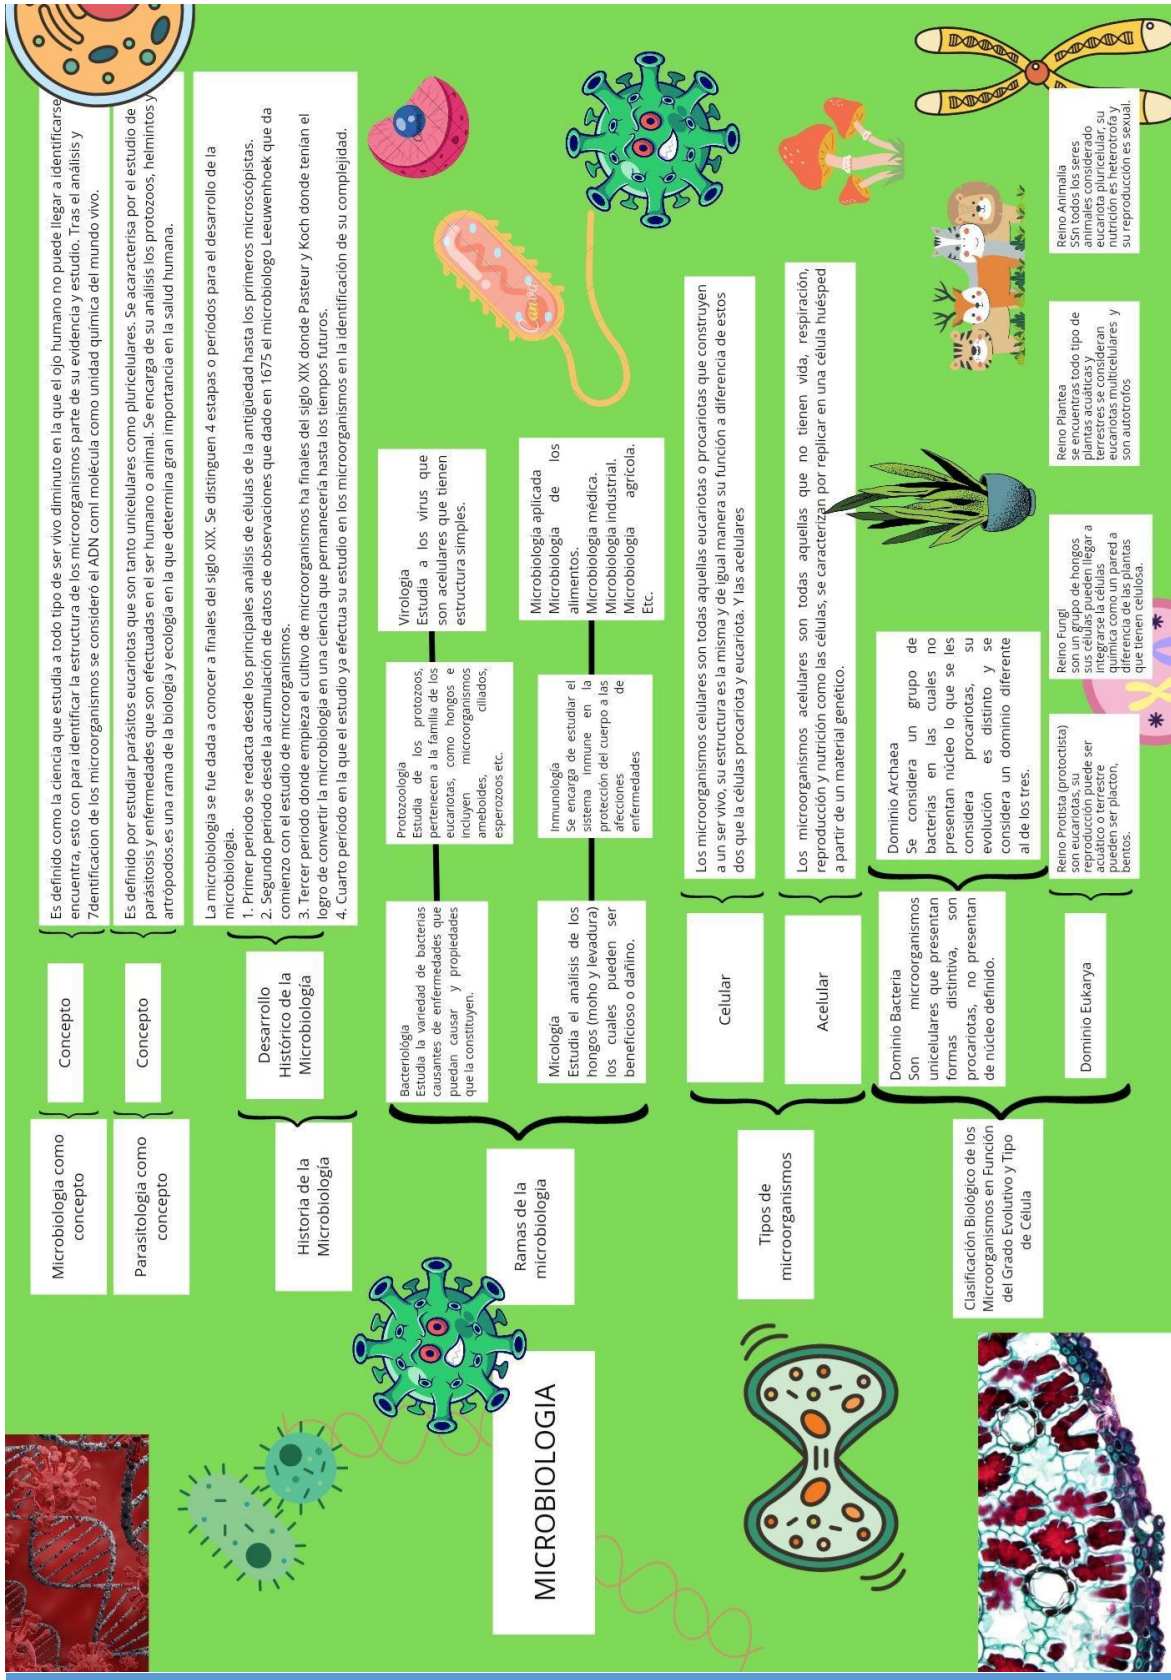 MICROBIOLOGIA
Microbiologia como
concepto
Concepto
Es definido como la ciencia que estudia a todo tipo de ser vivo diminuto en la que el ojo humano no puede llegar a identificarse
encuentra, esto con para identificar la estructura de los microorganismos parte de su evidencia y estudio. Tras el análisis y
7dentificacion de los microorganismos se consideró el ADN coml molécula como unidad química del mundo vivo.
Parasitologia como
concepto
Concepto
Es definido por estudiar parásitos eucariotas que son tanto unicelulares como pluricelulares. Se acaracterisa por el estudio de
parásitosis y enfermedades que son efectuadas en el ser humano o animal. Se encarga de su análisis los protozoos, helmintos y
artrópodos.es una rama de la biología y ecología en la que determina gran importancia en la salud humana.
Historia de la
Microbiología
Desarrollo
Histórico de la
Microbiología
La microbiología se fue dada a conocer a finales del siglo XIX. Se distinguen 4 estapas o períodos para el desarrollo de la
microbiología.
1. Primer período se redacta desde los principales análisis de células de la antigüedad hasta los primeros microscópistas.
2. Segundo periodo desde la acumulación de datos de observaciones que dado en 1675 el microbiologo Leeuwenhoek que da
comienzo con el estudio de microorganismos.
3. Tercer período donde empieza el cultivo de microorganismos ha finales del siglo XIX donde Pasteur y Koch donde tenían el
logro de convertir la microbiología en una ciencia que permanecería hasta los tiempos futuros.
4. Cuarto período en la que el estudio ya efectua su estudio en los microorganismos en la identificación de su complejidad.
Ramas de la
microbiologia
Bacteriológia
Estudia la variedad de bacterias
causantes de enfermedades que
puedan causar y propiedades
que la constituyen.
Protozoología
Estudia de los protozoos,
pertenecen a la familia de los
eucariotas, como hongos e
incluyen microorganismos
ameboides, ciliados,
esperozoos etc.
Virologia
Estudia a los virus que
son acelulares que tienen
estructura simples.
Micología
Estudia el análisis de los
hongos (moho y levadura)
los cuales pueden ser
beneficioso o dañino.
Inmunología
Se encarga de estudiar el
sistema inmune en la
protección del cuerpo a las
afecciones de
enfermedades
Microbiología aplicada
Microbiología de los
alimentos.
Microbiología médica.
Microbiología industrial.
Microbiología agrícola.
Etc.
Canva
Tipos de
microorganismos
Celular
Los microorganismos celulares son todas aquellas eucariotas o procariotas que construyen
a un ser vivo, su estructura es la misma y de igual manera su función a diferencia de estos
dos que la células procariota y eucariota. Y las acelulares
Acelular
Los microorganismos acelulares son todas aquellas que no tienen vida, respiración,
reproducción y nutrición como las células, se caracterizan por replicar en una célula huésped
a partir de un material genético.
Clasificación Biológico de los
Microorganismos en Función
del Grado Evolutivo y Tipo
de Célula
Dominio Bacteria
Son microorganismos
unicelulares que presentan
formas distintiva, son
procariotas, no presentan
de núcleo definido.
Dominio Archaea
Se considera un grupo de
bacterias en las cuales no
presentan núcleo lo que se les
considera procariotas, su
evolución es distinto y se
considera un dominio diferente
al de los tres.
Dominio Eukarya
Reino Protista (protoctista)
son eucariotas, su
reproducción puede ser
acuático o terrestre
pueden ser placton,
bentos.
Reino Fungi
son un grupo de hongos
sus células pueden llegar a
integrarse la células
química como un pared a
diferencia de las plantas
que tienen celulosa.
Reino Plantea
se encuentras todo tipo de
plantas acuáticas y
terrestres se consideran
eucariotas multicelulares y
son autotrofos
Reino Animalia
SSn todos los seres
animales considerado
eucariota pluricelular, su
nutrición es heterotrofa y
su reproducción es sexual.